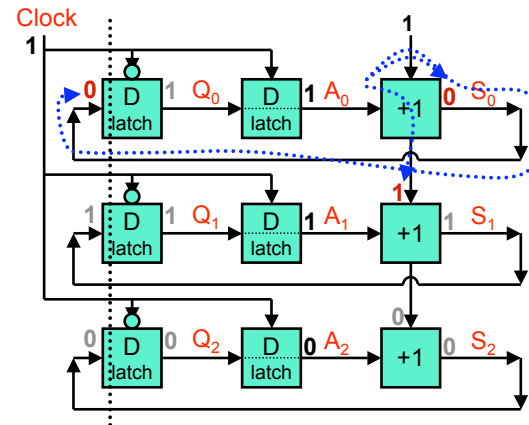 Clock
1
1
0 D latch 1 Q0 D latch 1 A0 +1 0 S0
1
1 D latch 1 Q1 D latch 1 A1 +1 1 S1
0
0 D latch 0 Q2 D latch 0 A2 +1 0 S2